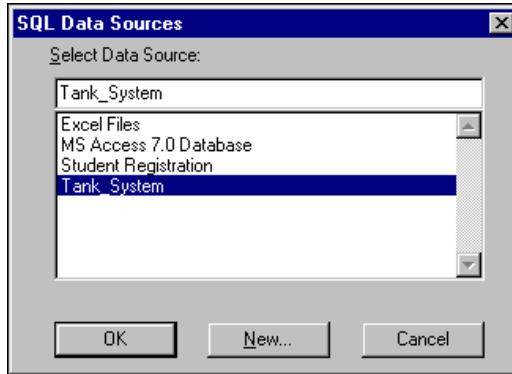 SQL Data Sources
Select Data Source:
Tank_System
Excel Files
MS Access 7.0 Database
Student Registration
Tank_System
OK New... Cancel